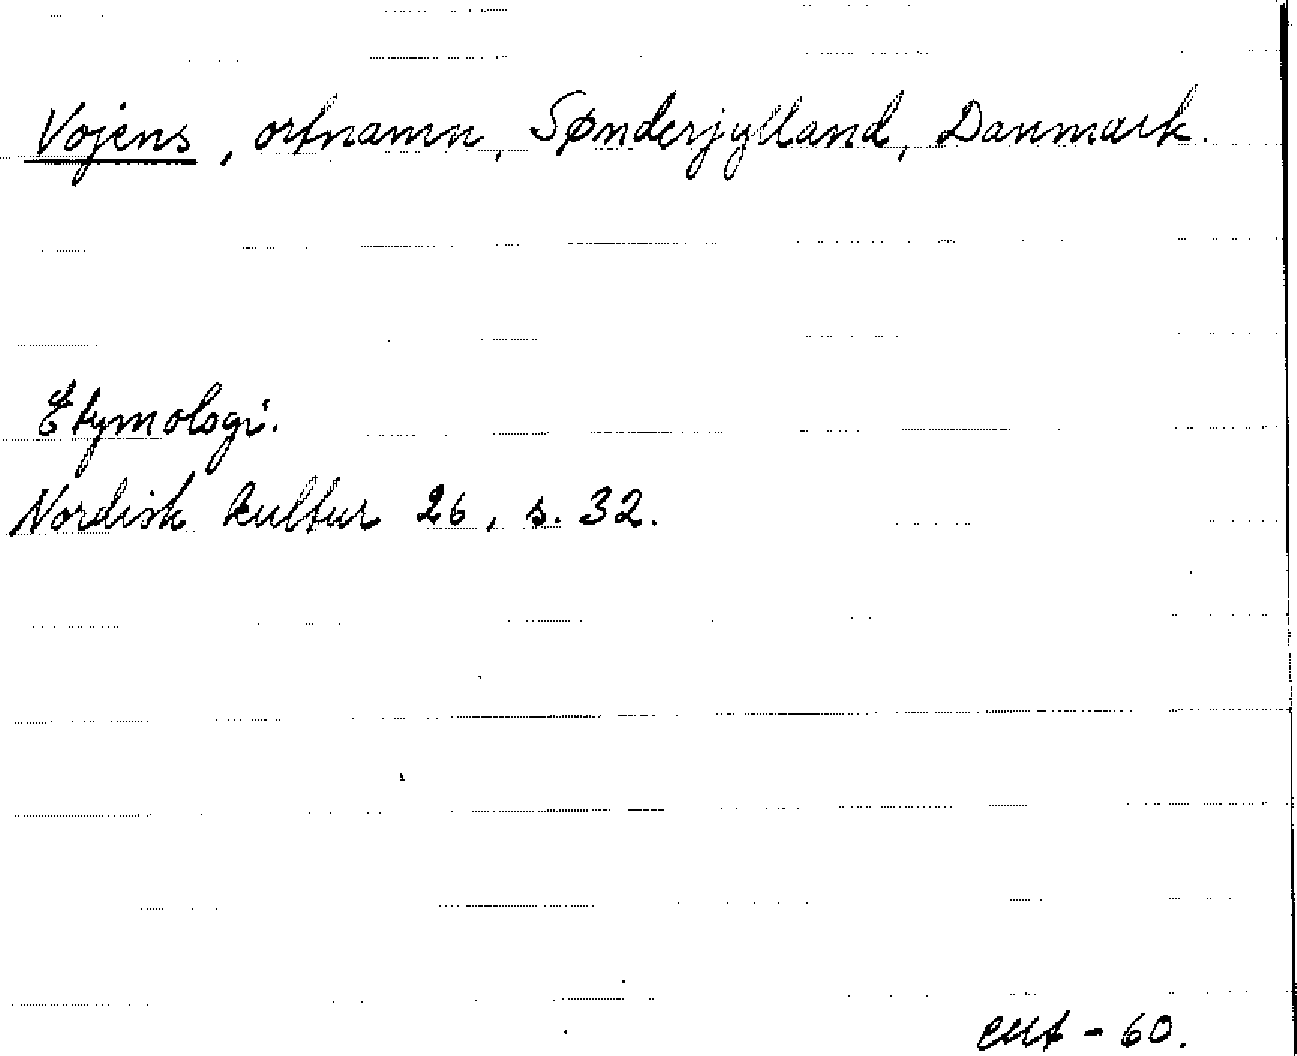 Vojens, ortnamn, Sønderjylland, Danmark.
Etymologi.
Nordisk kultur 26, s. 32.
- 60.